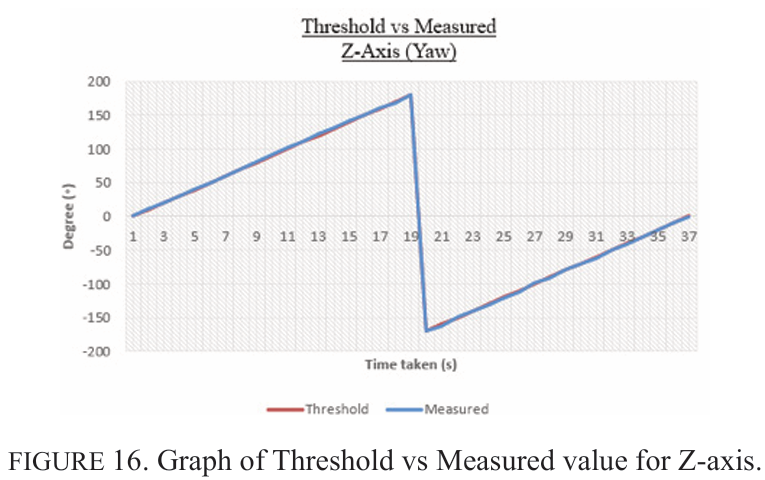 Threshold vs Measured
Z-Axis (Yaw)
200
150
100
50
0
-50
-100
-150
-200
Degree (°)
1 3 5 7 9 11 13 15 17 19 21 23 25 27 29 31 33 35 37
Time taken (s)
Threshold Measured
FIGURE 16. Graph of Threshold vs Measured value for Z-axis.